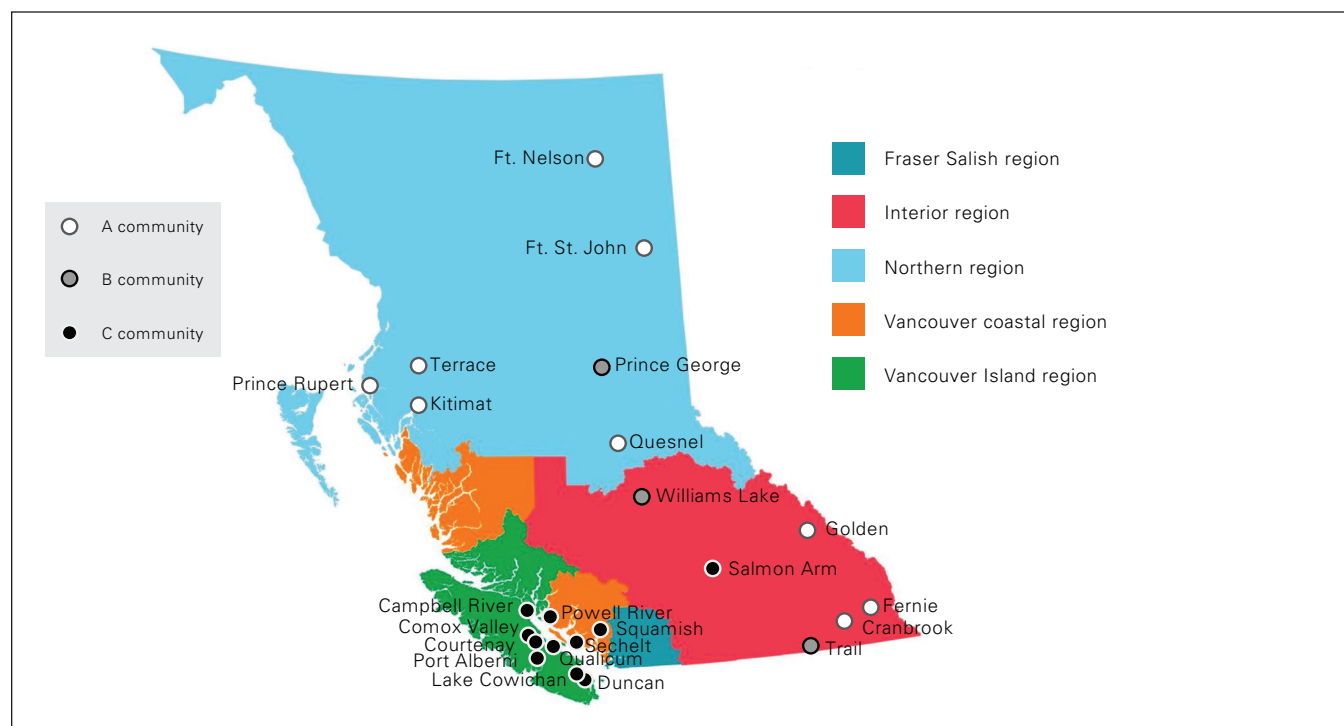 Ft. Nelson
Fraser Salish region
Interior region
A community
Ft. St. John
Northern region
B community
Vancouver coastal region
C community
Terrace
Prince George
Vancouver Island region
Prince Rupert
Kitimat
Quesnel
Williams Lake
Golden
Salmon Arm
Campbell River
Powell River
Fernie
Comox Valley
Squamish
Cranbrook
Courtenay
Sechelt
Trail
Port Alberni
Qualicum
Lake Cowichan
Duncan